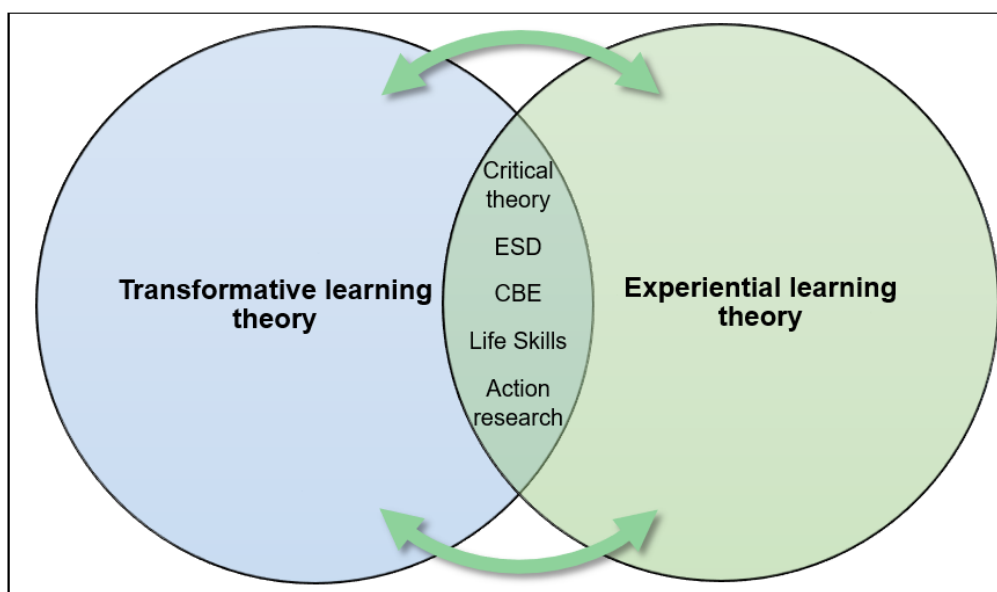 Transformative learning
theory
Critical
theory
ESD
CBE
Life Skills
Action
research
Experiential learning
theory